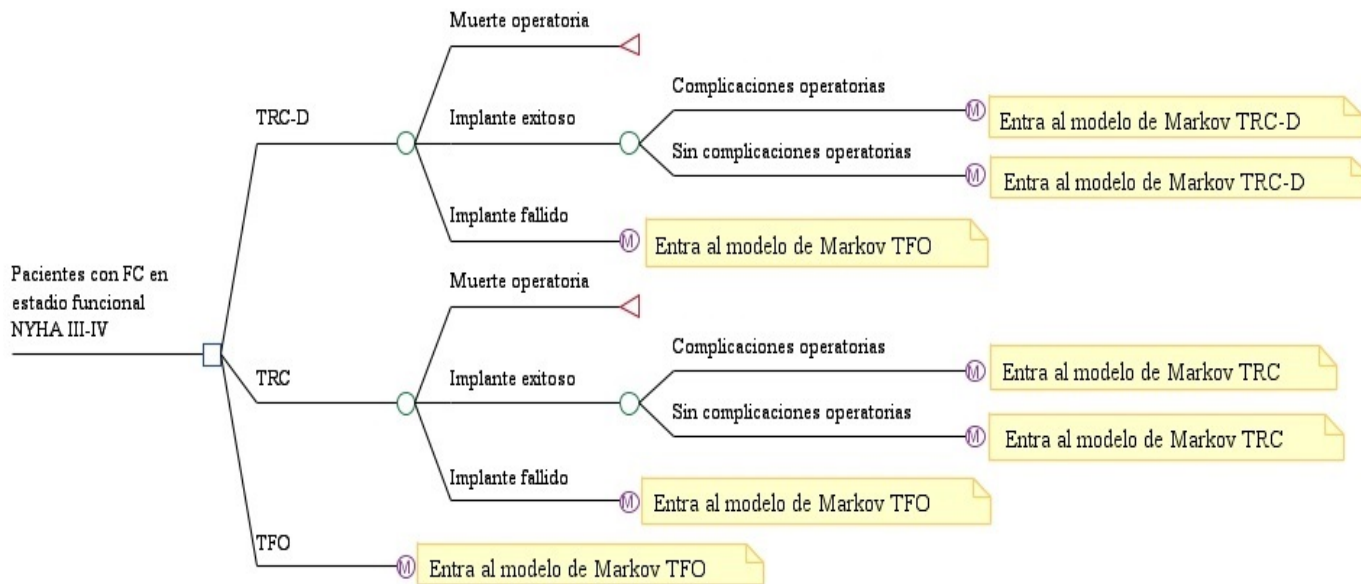 Muerte operatoria
Complicaciones operatorias
TRC-D
Implante exitoso
M Entra al modelo de Markov TRC-D
Sin complicaciones operatorias
M Entra al modelo de Markov TRC-D
Implante fallido
M Entra al modelo de Markov TFO
Pacientes con FC en
estadio funcional
NYHA III-IV
Muerte operatoria
Complicaciones operatorias
TRC
Implante exitoso
M Entra al modelo de Markov TRC
Sin complicaciones operatorias
M Entra al modelo de Markov TRC
Implante fallido
M Entra al modelo de Markov TFO
TFO
M Entra al modelo de Markov TFO